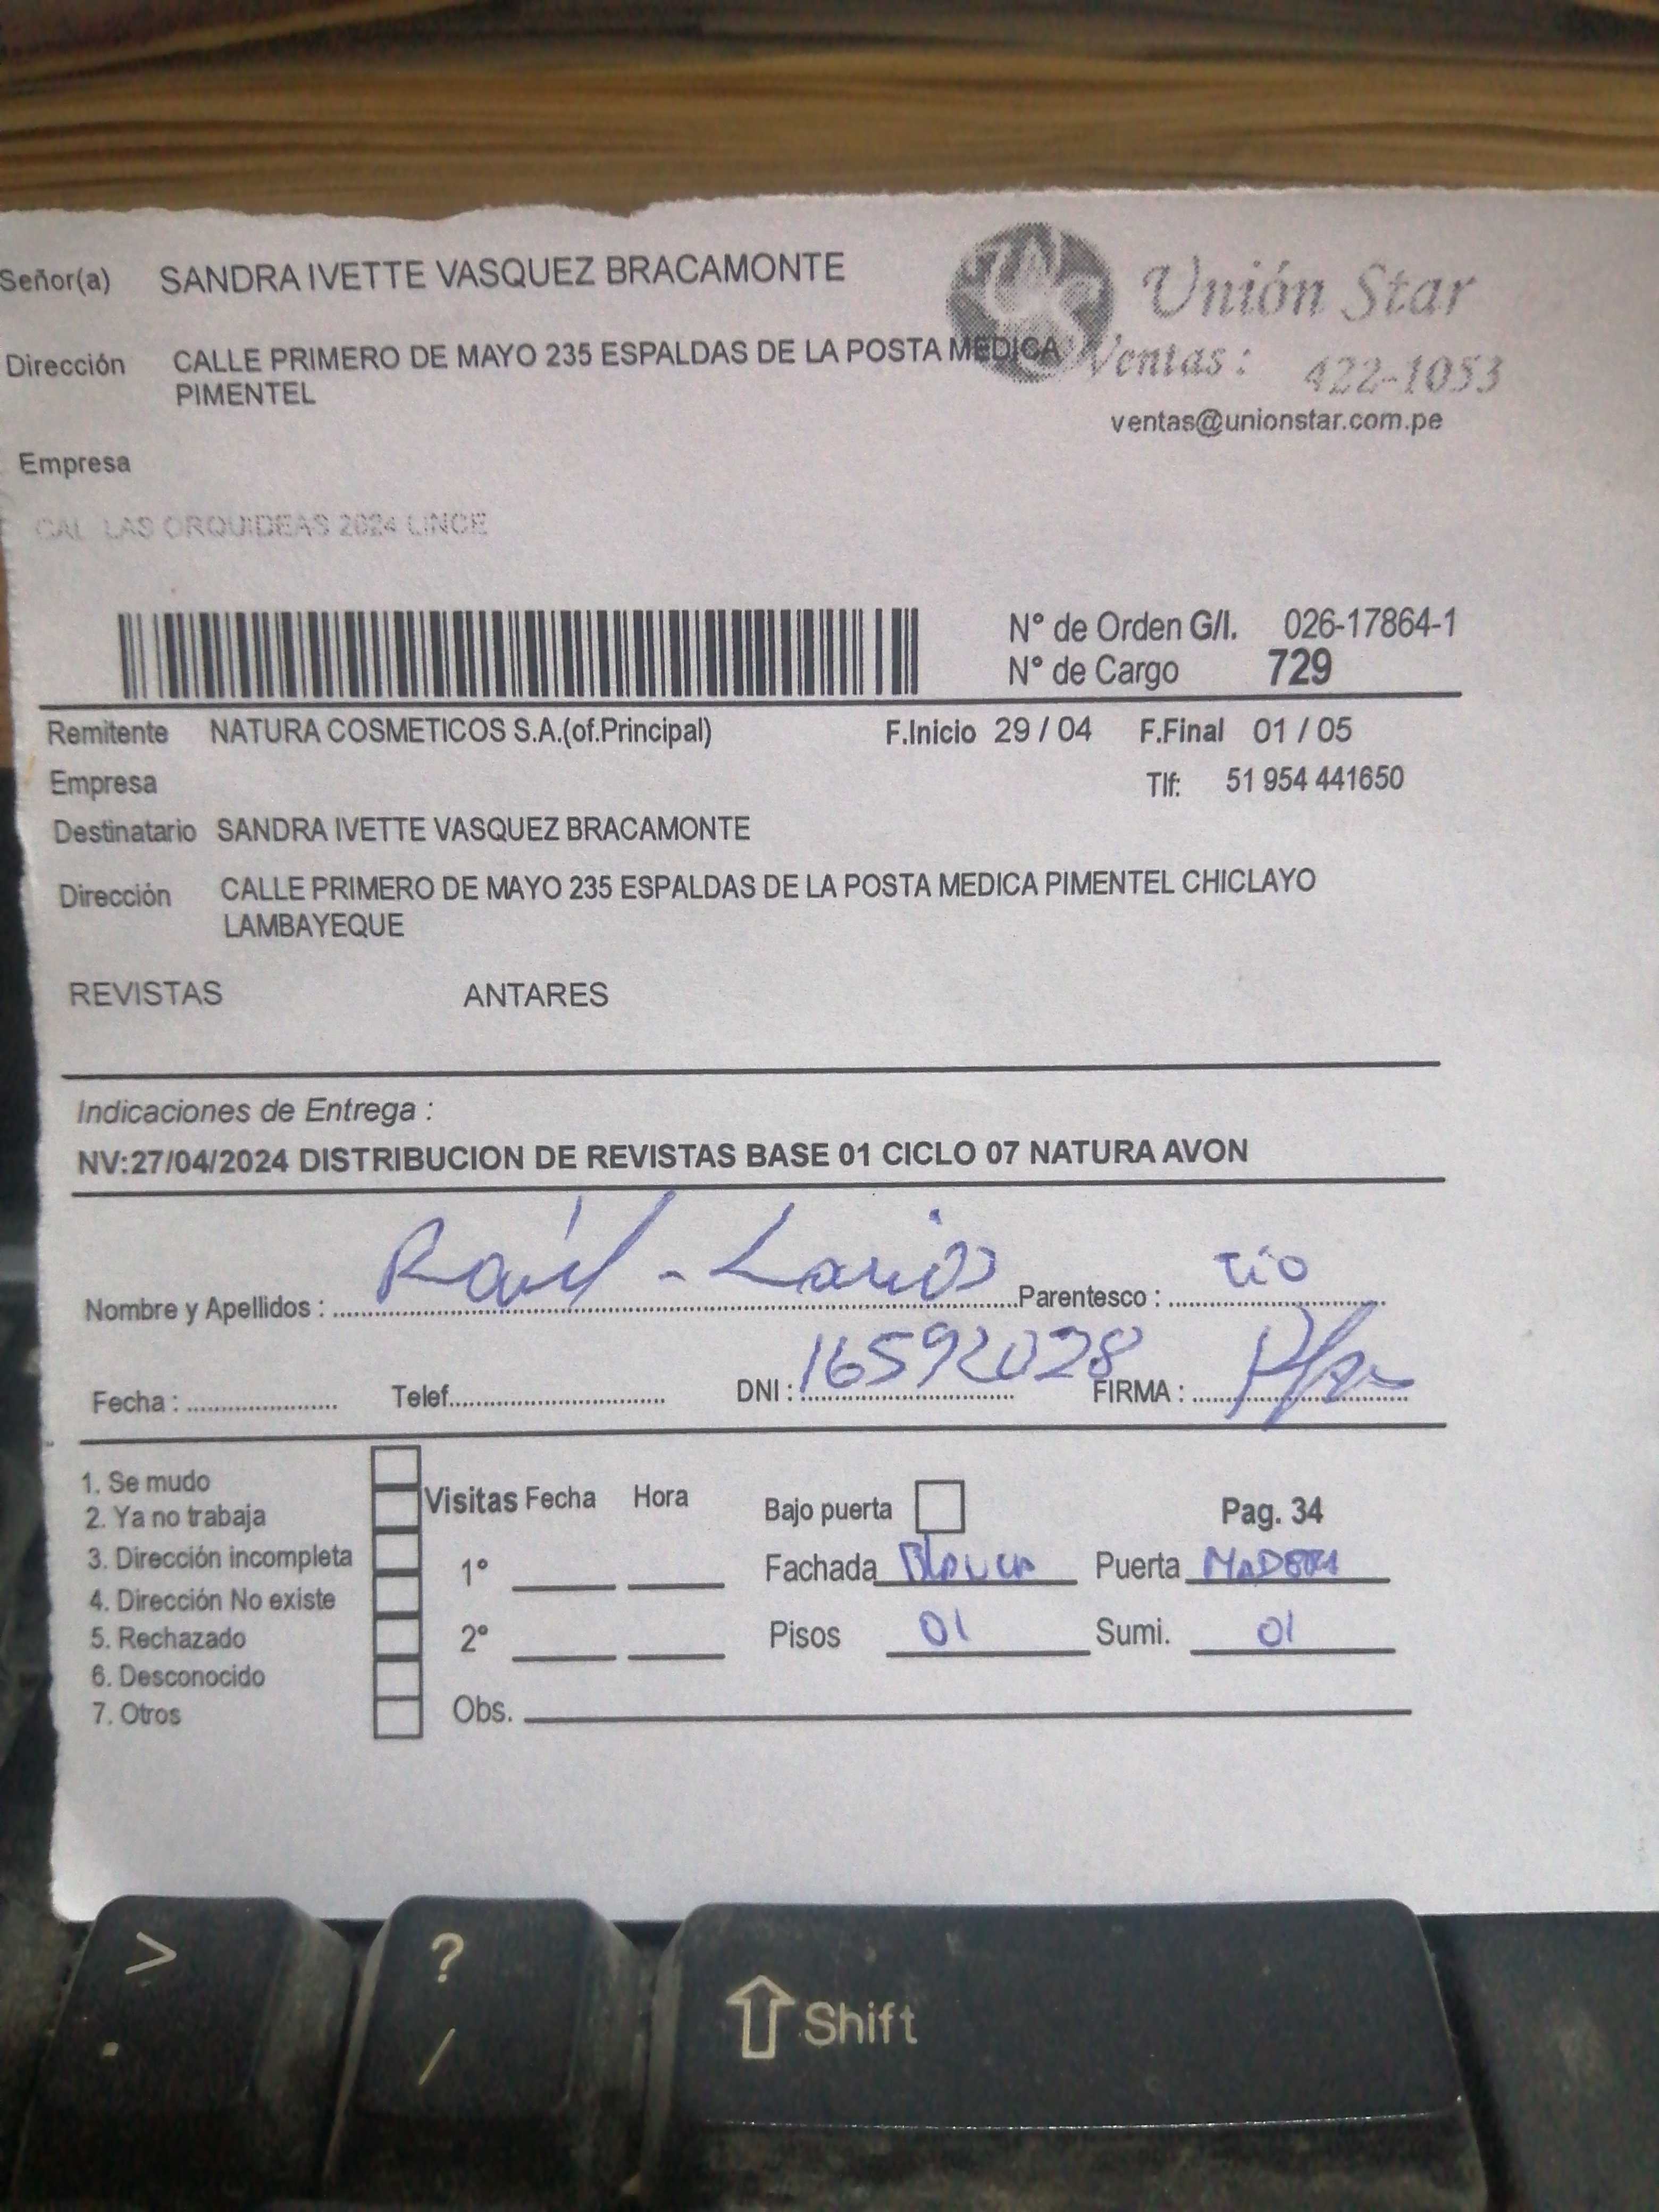 Señor(a) SANDRA IVETTE VASQUEZ BRACAMONTE
Unión Star
Dirección CALLE PRIMERO DE MAYO 235 ESPALDAS DE LA POSTA MEDICA
PIMENTEL
Ventas: 422-1053
ventas@unionstar.com.pe
Empresa
CAL LAS ORQUIDEAS 2624 LINCE
N° de Orden G/I. 026-17864-1
N° de Cargo 729
Remitente NATURA COSMETICOS S.A.(of.Principal) F.Inicio 29 / 04 F.Final 01 / 05
Empresa Tlf: 51 954 441650
Destinatario SANDRA IVETTE VASQUEZ BRACAMONTE
Dirección CALLE PRIMERO DE MAYO 235 ESPALDAS DE LA POSTA MEDICA PIMENTEL CHICLAYO
LAMBAYEQUE
REVISTAS ANTARES
Indicaciones de Entrega :
NV:27/04/2024 DISTRIBUCION DE REVISTAS BASE 01 CICLO 07 NATURA AVON
Nombre y Apellidos : Raúl - Larios Parentesco : tío
Fecha : Telef. DNI : 16592028 FIRMA :
1. Se mudo
2. Ya no trabaja
3. Dirección incompleta
4. Dirección No existe
5. Rechazado
6. Desconocido
7. Otros
Visitas Fecha Hora
1°
2°
Obs.
Bajo puerta Pag. 34
Fachada Blanca Puerta MADERA
Pisos 01 Sumi. 01
> ? Shift
. /